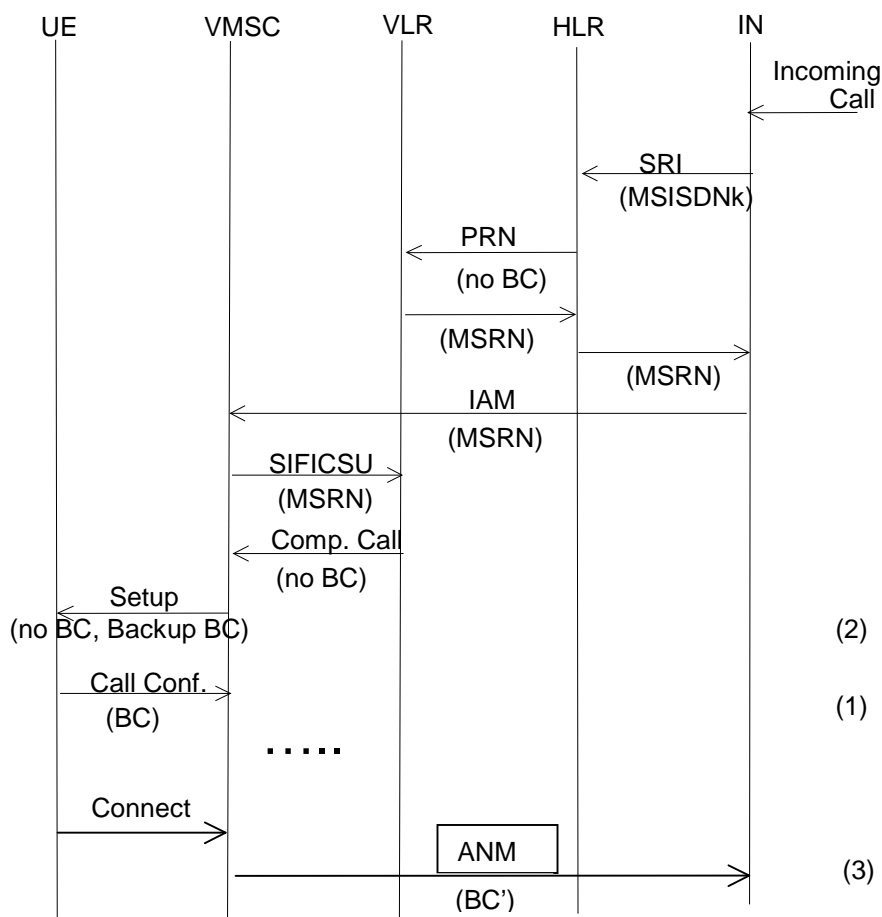 UE VMSC VLR HLR IN
Incoming
Call
SRI
(MSISDNk)
PRN
(no BC)
(MSRN)
(MSRN)
IAM
(MSRN)
SIFICSU
(MSRN)
Comp. Call
(no BC)
Setup
(no BC, Backup BC) (2)
Call Conf.
(BC) (1)
.....
Connect
ANM
(3)
(BC')